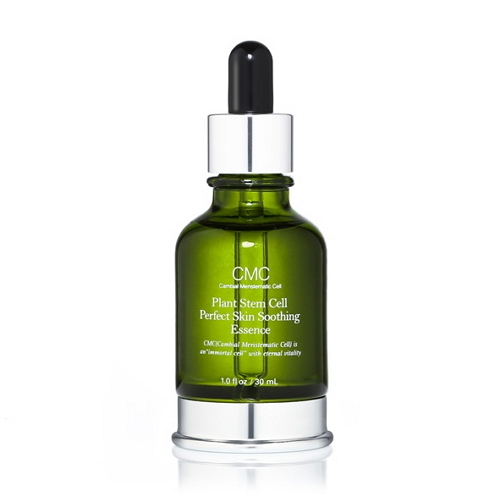 CMC
Cambial Meristematic Cell
Plant Stem Cell
Perfect Skin Soothing
Essence
CMC(Cambial Meristematic Cell) is
an "immortal cell" with eternal vitality
1.0 fl oz / 30 mL